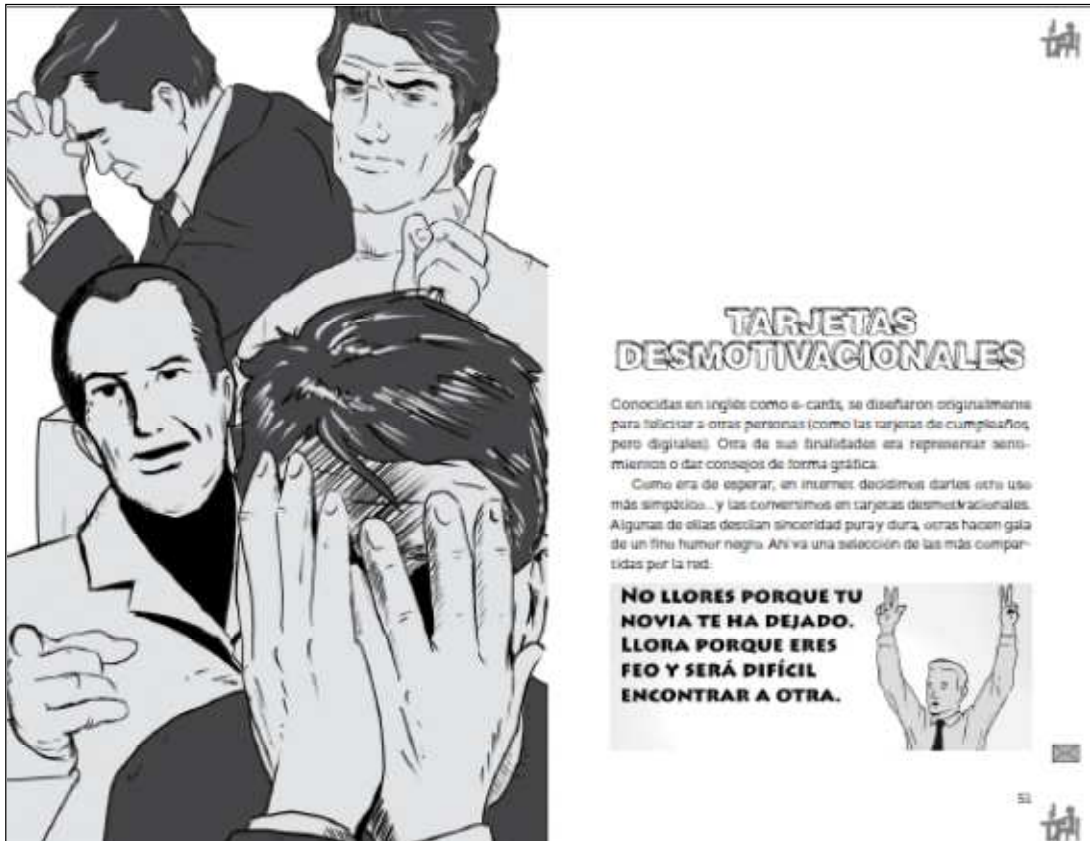 TARJETAS
DESMOTIVACIONALES
Conocidas en inglés como e-cards, se diseñaron originalmente
para felicitar a otras personas (como las tarjetas de cumpleaños,
pero digitales). Otra de sus finalidades era representar senti-
mientos o dar consejos de forma gráfica.
Como era de esperar, en internet decidimos darles otro uso
más simpático... y las convertimos en tarjetas desmotivacionales.
Algunas de ellas destilan sinceridad pura y dura, otras hacen gala
de un fino humor negro. Ahí va una selección de las más compar-
tidas por la red:
NO LLORES PORQUE TU
NOVIA TE HA DEJADO.
LLORA PORQUE ERES
FEO Y SERÁ DIFÍCIL
ENCONTRAR A OTRA.
51